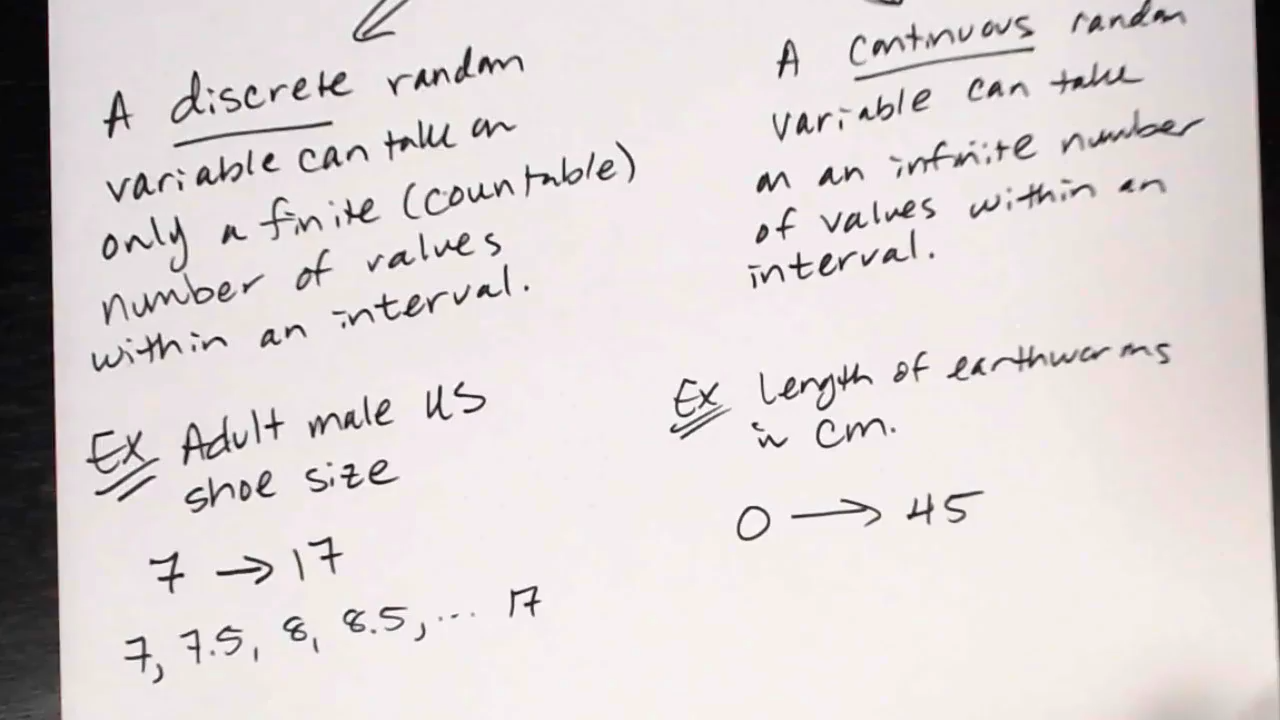 A discrete random
variable can take on
only a finite (countable)
number of values
within an interval.
Ex Adult male US
shoe size
7 → 17
7, 7.5, 8, 8.5, ... 17
A continuous random
variable can take
on an infinite number
of values within an
interval.
Ex Length of earthworms
in cm.
0 → 45